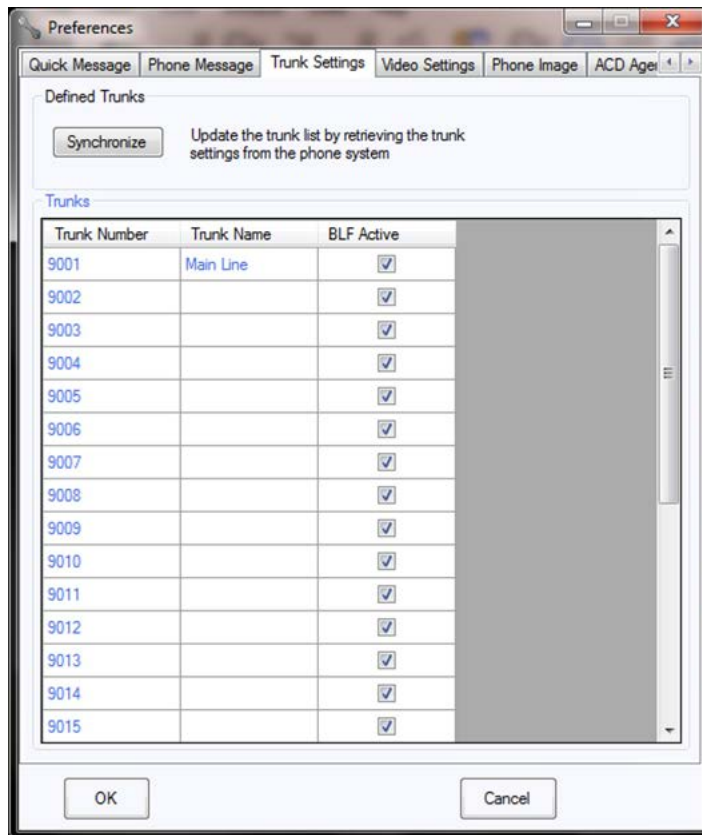 Preferences
Quick Message Phone Message Trunk Settings Video Settings Phone Image ACD Agei
Defined Trunks
Synchronize
Update the trunk list by retrieving the trunk
settings from the phone system
Trunks
Trunk Number Trunk Name BLF Active
9001 Main Line
9002
9003
9004
9005
9006
9007
9008
9009
9010
9011
9012
9013
9014
9015
OK Cancel